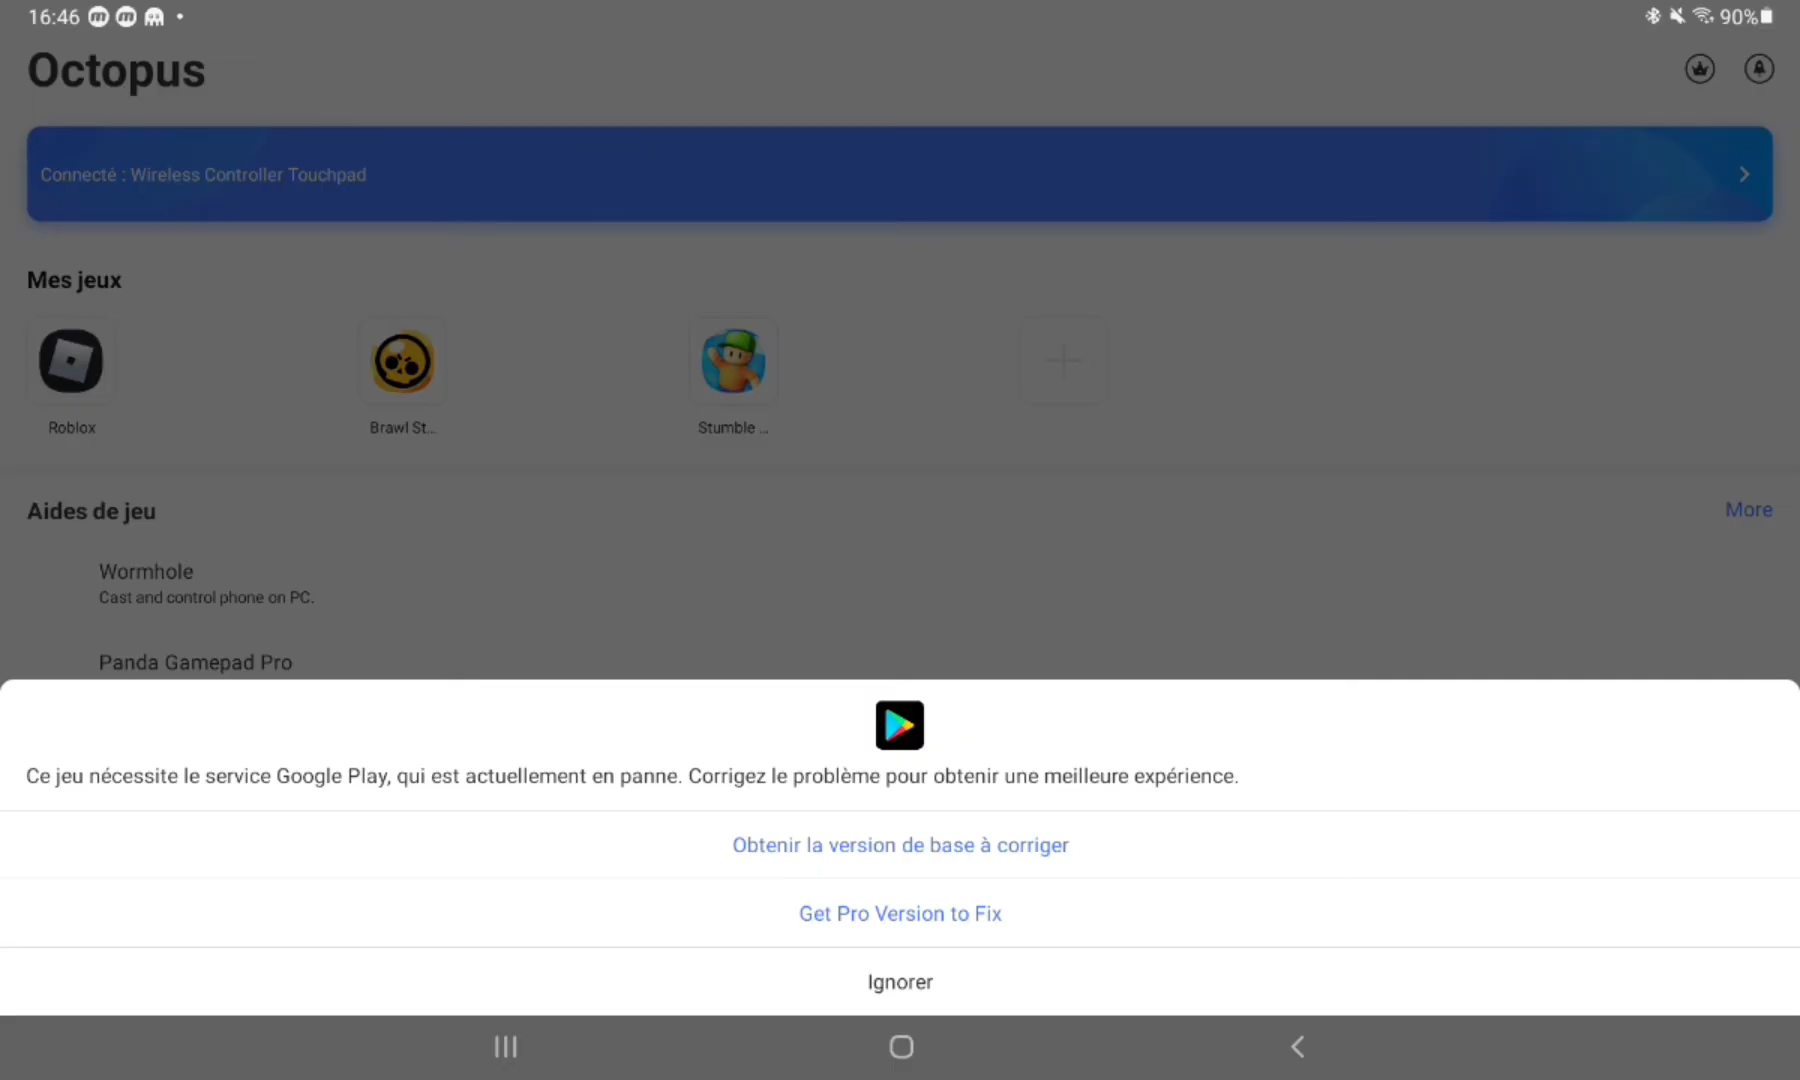 16:46
90%
Octopus
Connecté : Wireless Controller Touchpad
Mes jeux
Roblox
Brawl St...
Stumble ...
Aides de jeu
More
Wormhole
Cast and control phone on PC.
Panda Gamepad Pro
Ce jeu nécessite le service Google Play, qui est actuellement en panne. Corrigez le problème pour obtenir une meilleure expérience.
Obtenir la version de base à corriger
Get Pro Version to Fix
Ignorer